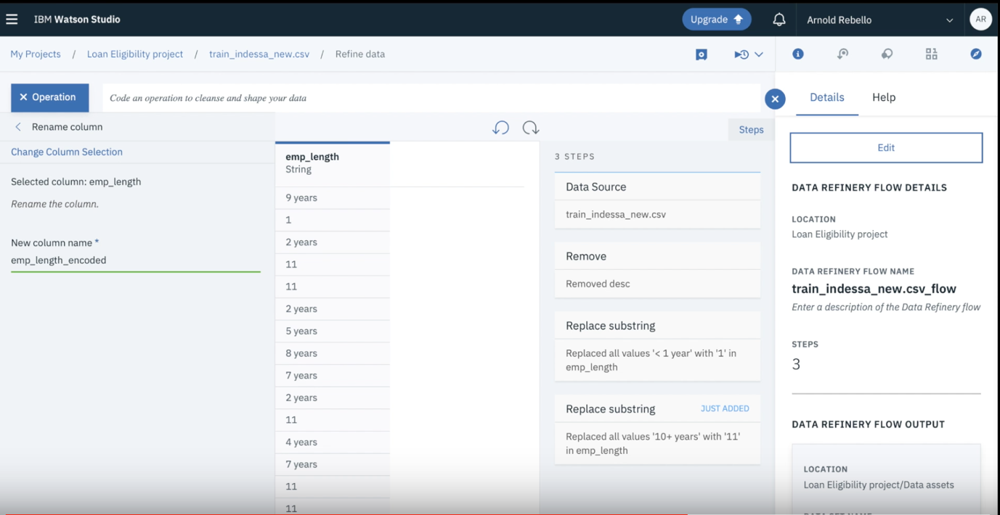 IBM Watson Studio
Upgrade
Arnold Rebello
AR
My Projects / Loan Eligibility project / train_indessa_new.csv / Refine data
Operation
Code an operation to cleanse and shape your data
Details
Help
Rename column
Steps
Change Column Selection
Selected column: emp_length
Rename the column.
New column name *
emp_length_encoded
emp_length
String
9 years
1
2 years
11
11
2 years
5 years
8 years
7 years
2 years
11
4 years
7 years
11
11
3 STEPS
Data Source
train_indessa_new.csv
Remove
Removed desc
Replace substring
Replaced all values '< 1 year' with '1' in
emp_length
Replace substring JUST ADDED
Replaced all values '10+ years' with '11'
in emp_length
Edit
DATA REFINERY FLOW DETAILS
LOCATION
Loan Eligibility project
DATA REFINERY FLOW NAME
train_indessa_new.csv_flow
Enter a description of the Data Refinery flow
STEPS
3
DATA REFINERY FLOW OUTPUT
LOCATION
Loan Eligibility project/Data assets